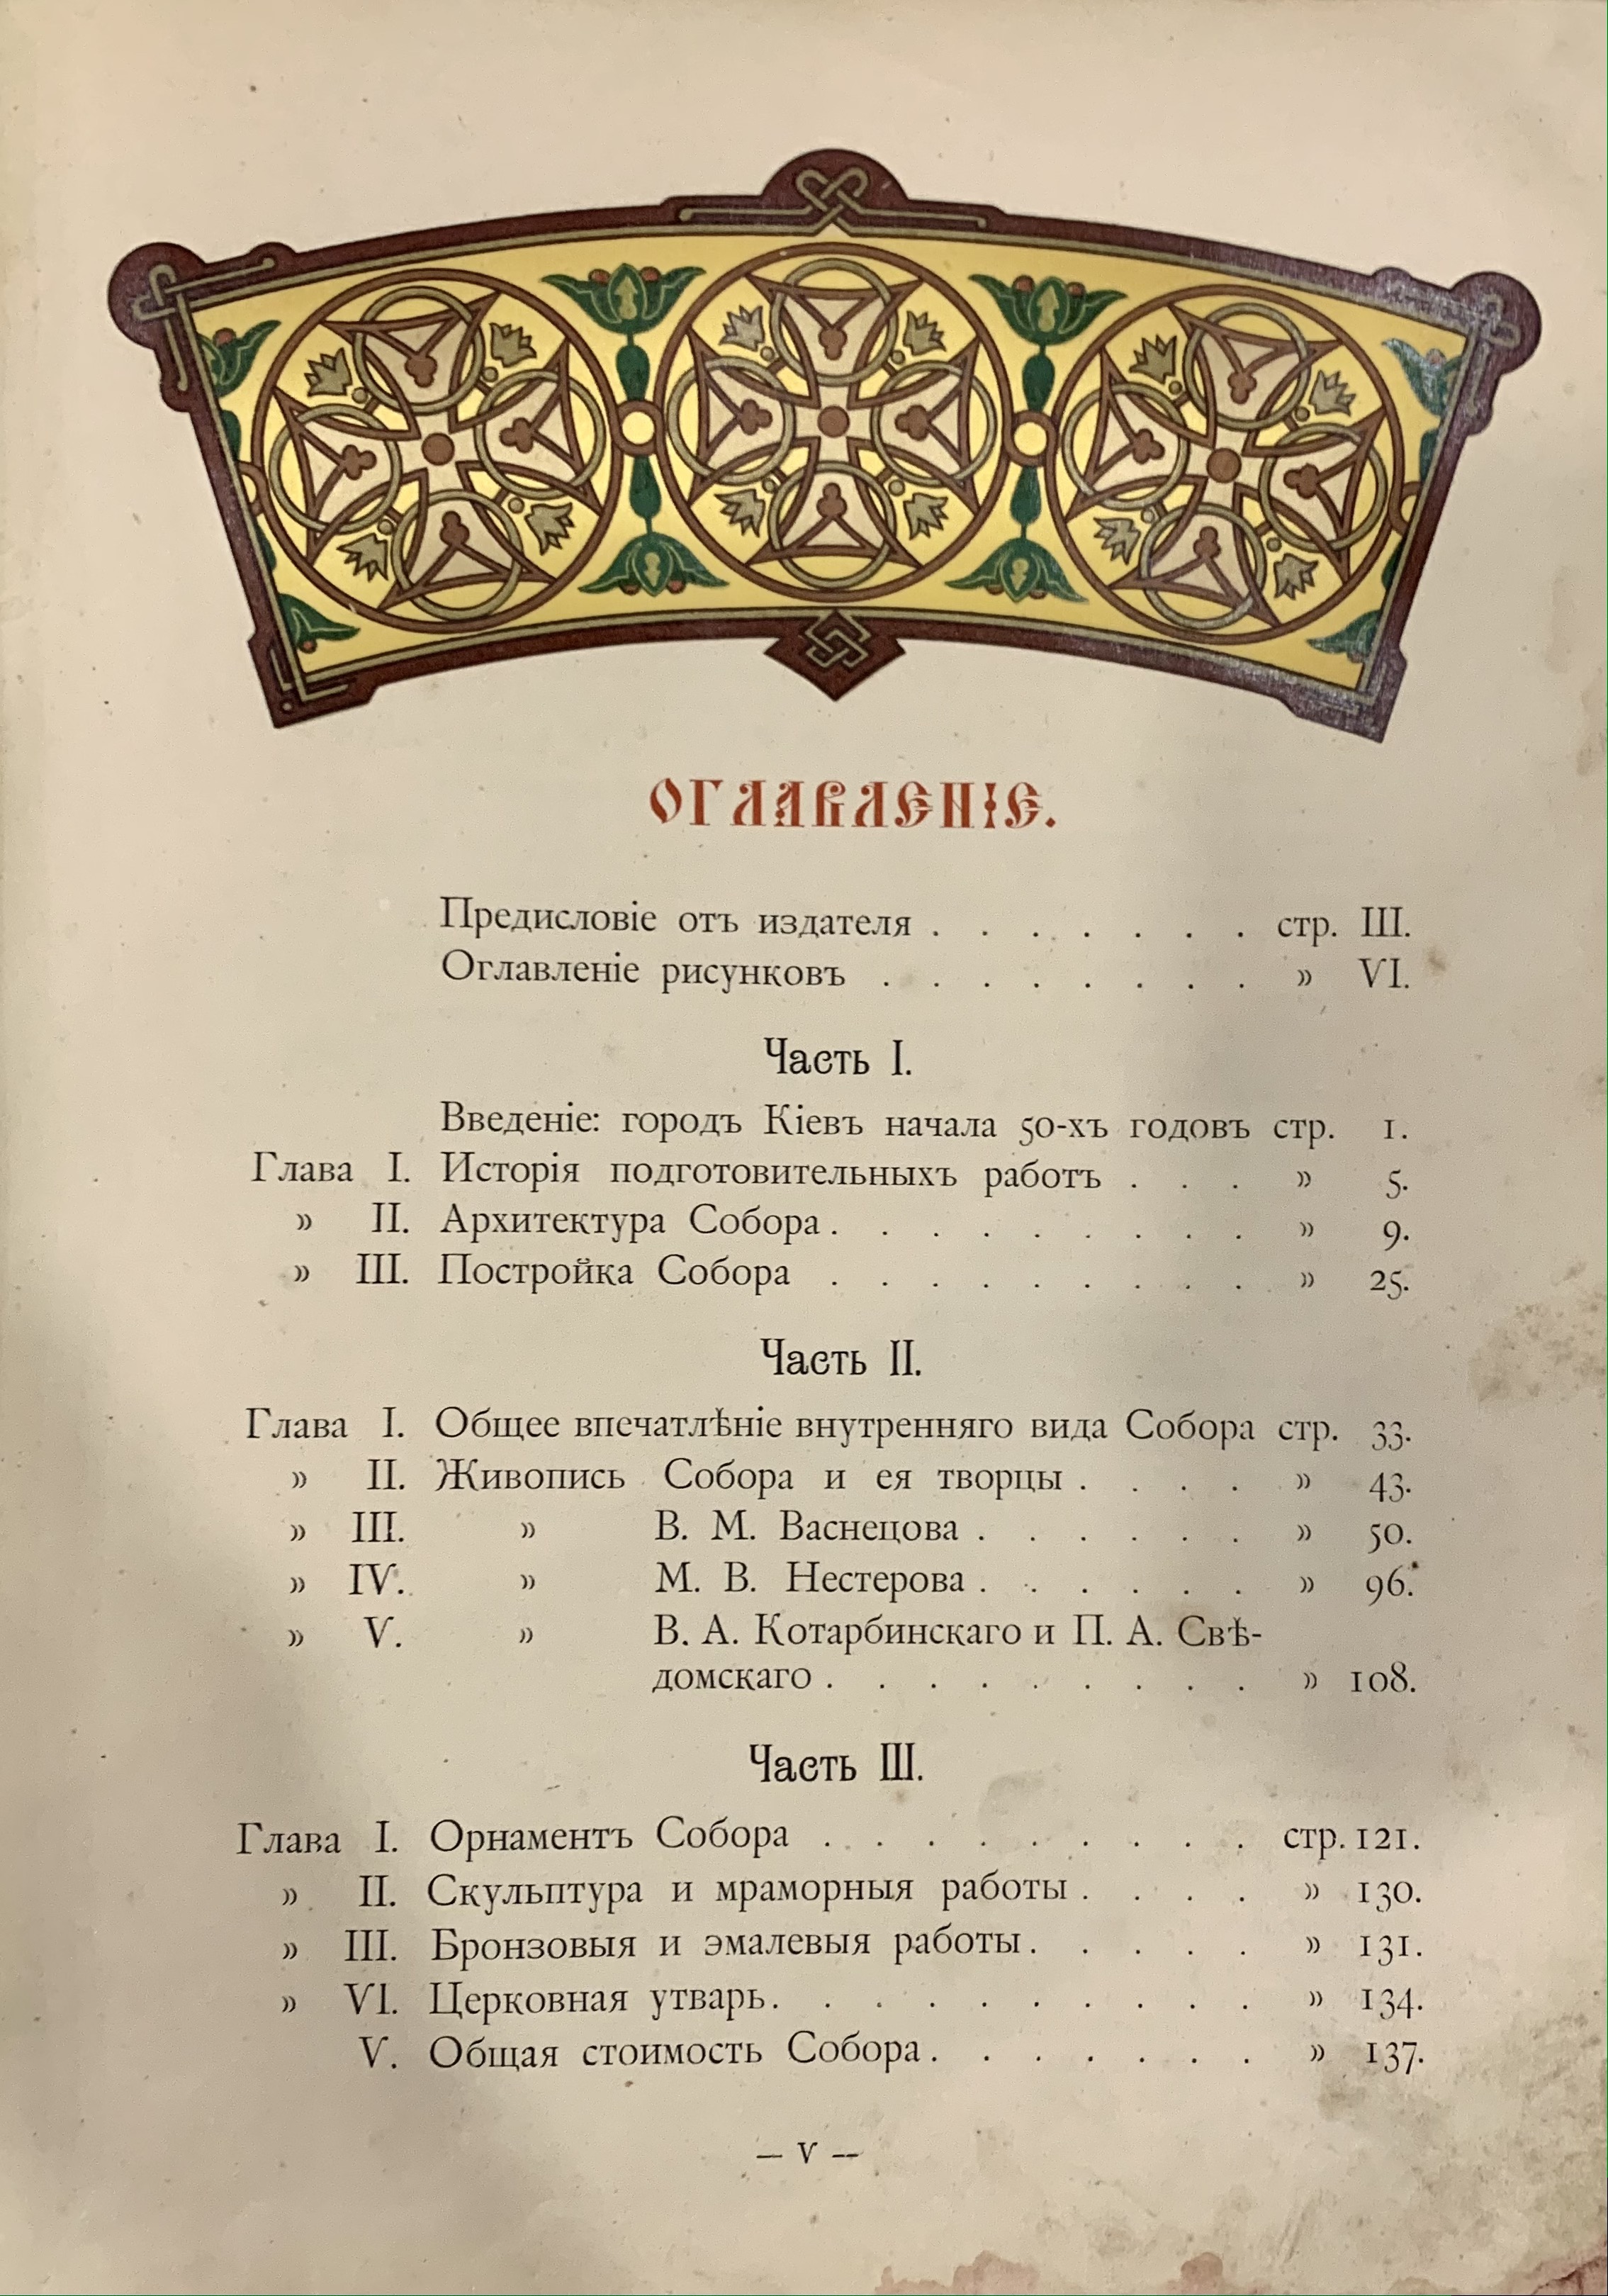 ОГЛАВЛЕНІЕ.
Предисловіе отъ издателя . . . . . . . стр. III.
Оглавленіе рисунковъ . . . . . . . . » VI.
Часть I.
Введеніе: городъ Кіевъ начала 50-хъ годовъ стр. 1.
Глава I. Исторія подготовительныхъ работъ . . . » 5.
» II. Архитектура Собора . . . . . . . . . » 9.
» III. Постройка Собора . . . . . . . . . » 25.
Часть II.
Глава I. Общее впечатлѣніе внутренняго вида Собора стр. 33.
» II. Живопись Собора и ея творцы . . . . » 43.
» III. » В. М. Васнецова . . . . . . » 50.
» IV. » М. В. Нестерова . . . . . . » 96.
» V. » В. А. Котарбинскаго и П. А. Свѣ-
домскаго . . . . . . . . . » 108.
Часть III.
Глава I. Орнаментъ Собора . . . . . . . . . стр. 121.
» II. Скульптура и мраморныя работы . . . . » 130.
» III. Бронзовыя и эмалевыя работы . . . . . » 131.
» VI. Церковная утварь . . . . . . . . . . » 134.
V. Общая стоимость Собора . . . . . . . » 137.
— V —